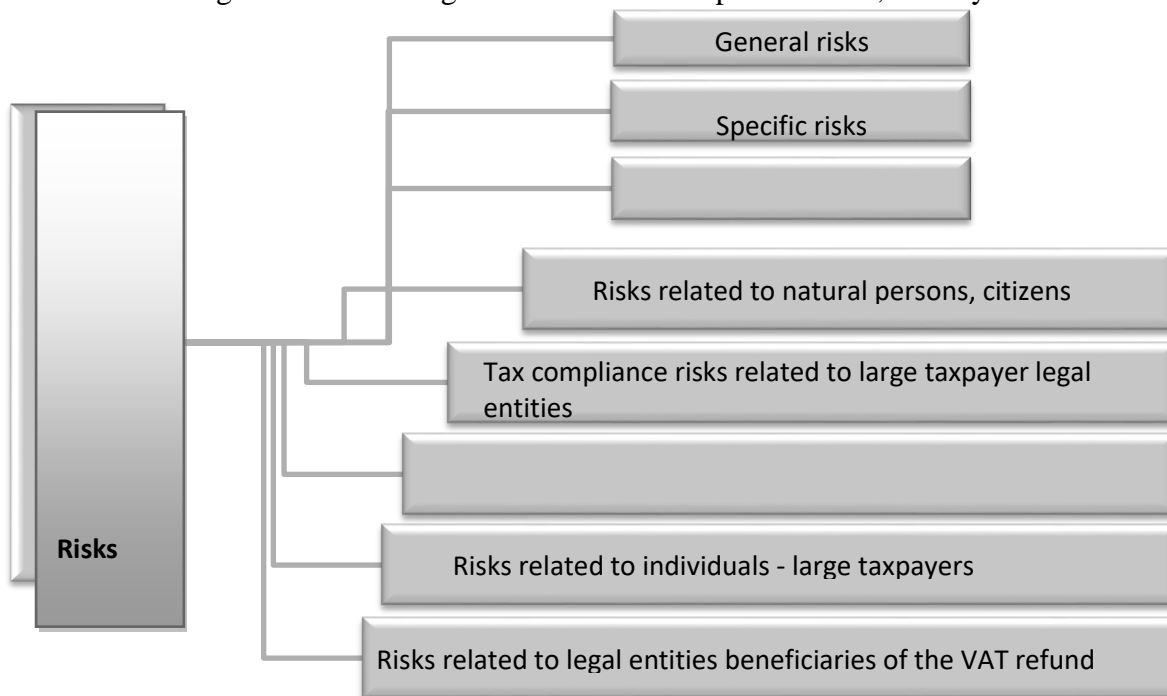 Risks
General risks
Specific risks
Risks related to natural persons, citizens
Tax compliance risks related to large taxpayer legal
entities
Risks related to individuals - large taxpayers
Risks related to legal entities beneficiaries of the VAT refund